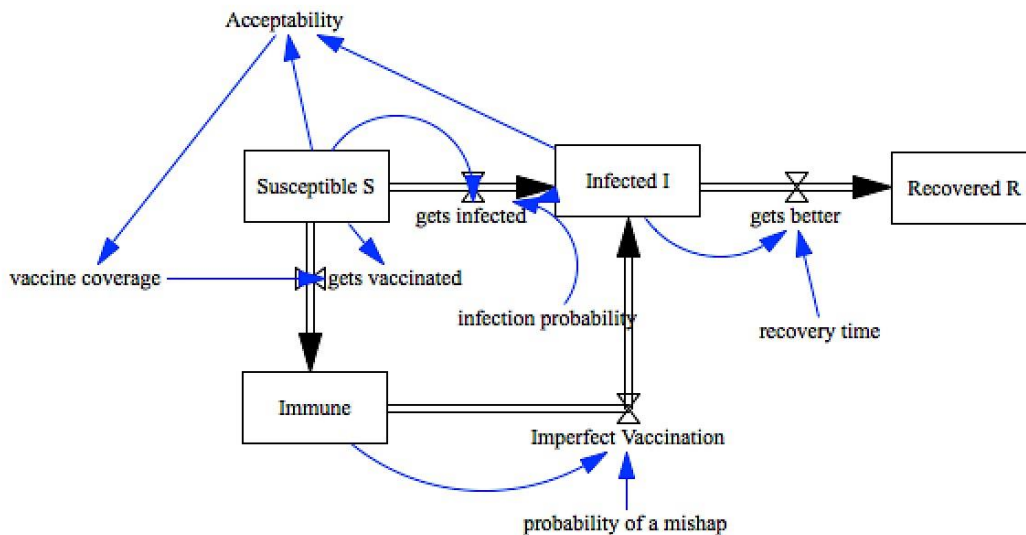 Acceptability
Susceptible S
Infected I
Recovered R
gets infected
gets better
vaccine coverage
gets vaccinated
infection probability
recovery time
Immune
Imperfect Vaccination
probability of a mishap